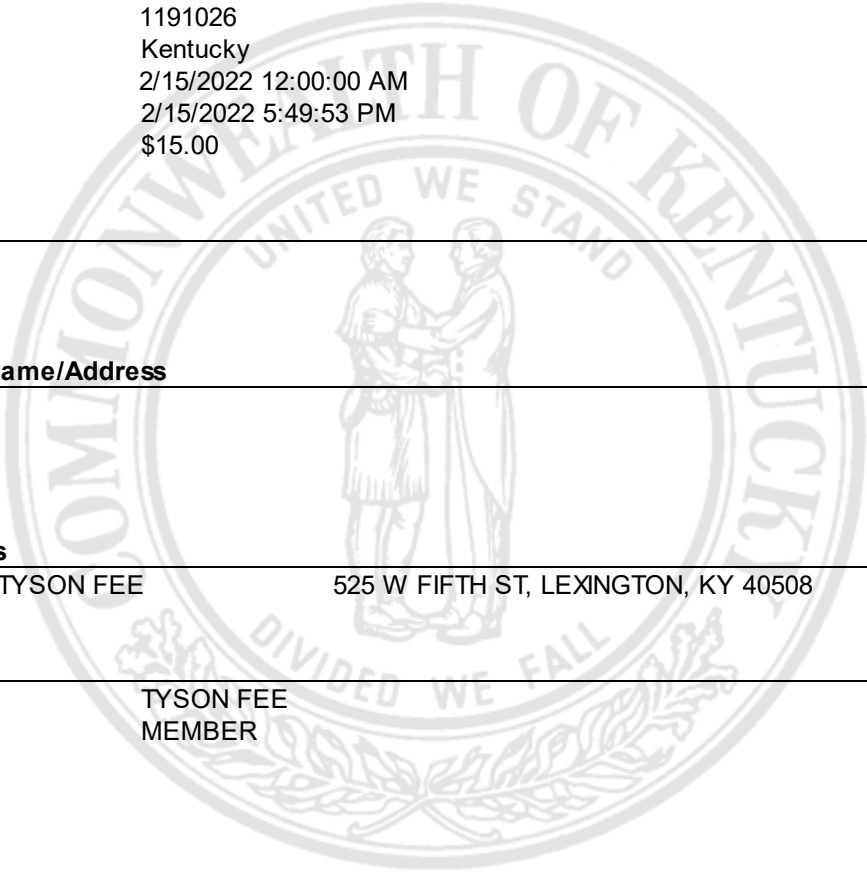 1191026
Kentucky
2/15/2022 12:00:00 AM
2/15/2022 5:49:53 PM
$15.00
COMMONWEALTH OF KENTUCKY
UNITED WE STAND
ame/Address
s
TYSON FEE 525 W FIFTH ST, LEXINGTON, KY 40508
DIVIDED WE FALL
TYSON FEE
MEMBER